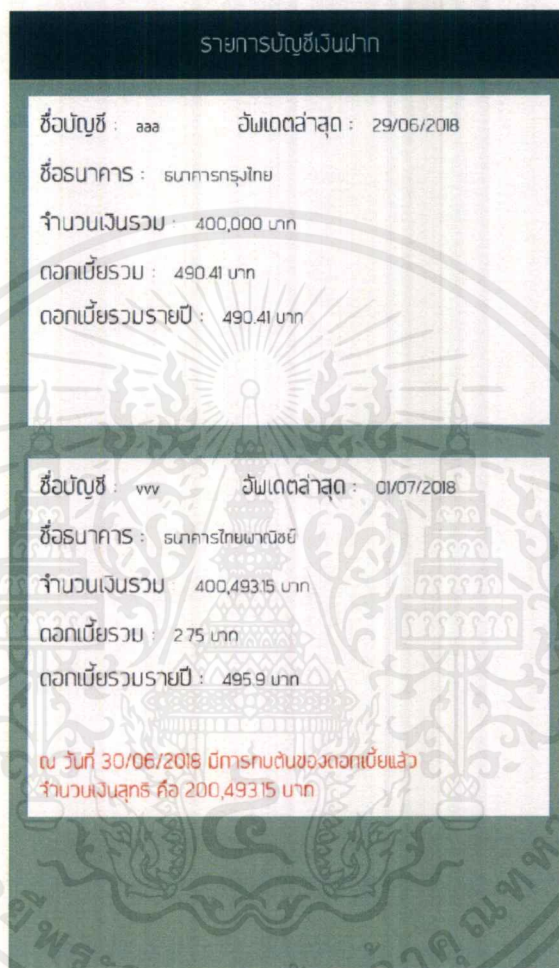 รายการบัญชีเงินฝาก
ชื่อบัญชี : aaa อัพเดตล่าสุด : 29/06/2018
ชื่อธนาคาร : ธนาคารกรุงไทย
จำนวนเงินรวม : 400,000 บาท
ดอกเบี้ยรวม : 490.41 บาท
ดอกเบี้ยรวมรายปี : 490.41 บาท
ชื่อบัญชี : vvv อัพเดตล่าสุด : 01/07/2018
ชื่อธนาคาร : ธนาคารไทยพาณิชย์
จำนวนเงินรวม : 400,493.15 บาท
ดอกเบี้ยรวม : 2.75 บาท
ดอกเบี้ยรวมรายปี : 495.9 บาท
ณ วันที่ 30/06/2018 มีการทบต้นของดอกเบี้ยแล้ว
จำนวนเงินสุทธิ คือ 200,493.15 บาท